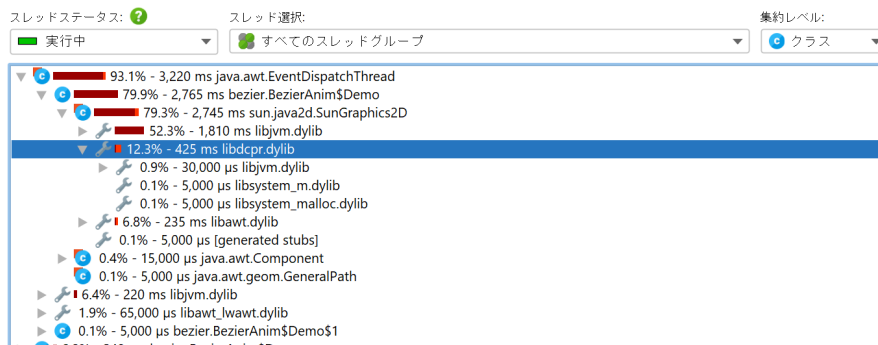 スレッドステータス: ? スレッド選択: 集約レベル:
実行中 すべてのスレッドグループ クラス
93.1% - 3,220 ms java.awt.EventDispatchThread
79.9% - 2,765 ms bezier.BezierAnim$Demo
79.3% - 2,745 ms sun.java2d.SunGraphics2D
52.3% - 1,810 ms libjvm.dylib
12.3% - 425 ms libdcpr.dylib
0.9% - 30,000 μs libjvm.dylib
0.1% - 5,000 μs libsystem_m.dylib
0.1% - 5,000 μs libsystem_malloc.dylib
6.8% - 235 ms libawt.dylib
0.1% - 5,000 μs [generated stubs]
0.4% - 15,000 μs java.awt.Component
0.1% - 5,000 μs java.awt.geom.GeneralPath
6.4% - 220 ms libjvm.dylib
1.9% - 65,000 μs libawt_lwawt.dylib
0.1% - 5,000 μs bezier.BezierAnim$Demo$1